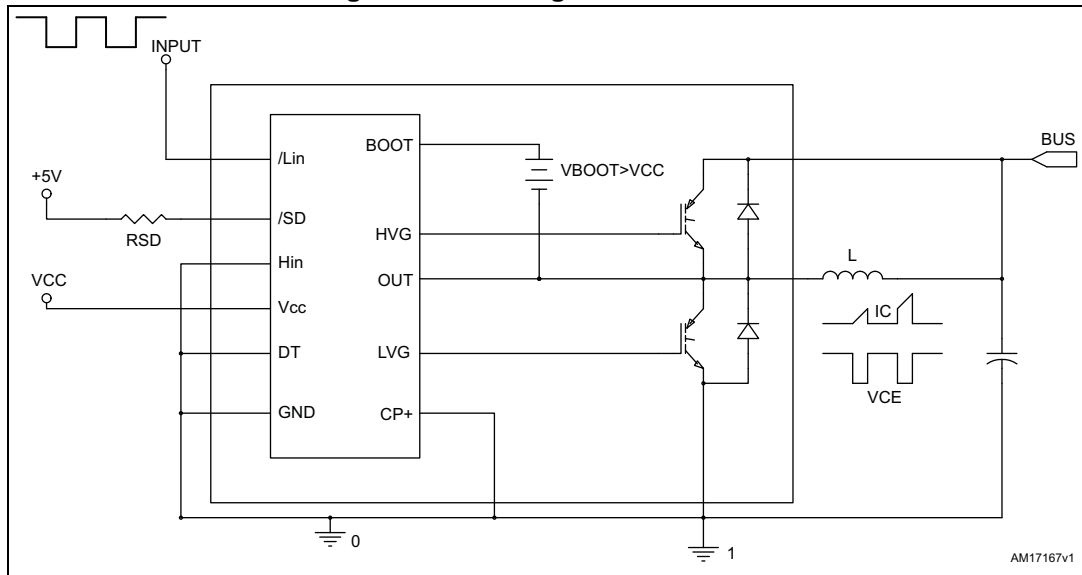 INPUT
BOOT
BUS
/Lin
VBOOT>VCC
+5V
/SD
HVG
RSD
Hin
OUT
L
VCC
Vcc
IC
DT
LVG
VCE
GND
CP+
0
1
AM17167v1